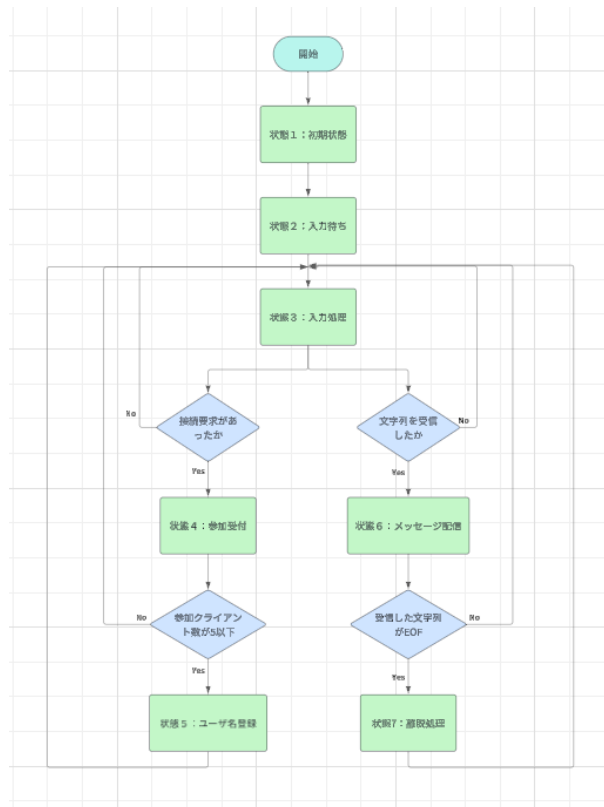 開始
状態１：初期状態
状態２：入力待ち
状態３：入力処理
接続要求があ
ったか
文字列を受信
したか
No
No
Yes
Yes
状態４：参加受付
状態６：メッセージ配信
参加クライアン
ト数が5以下
受信した文字列
がEOF
No
No
Yes
Yes
状態５：ユーザ名登録
状態7：離脱処理